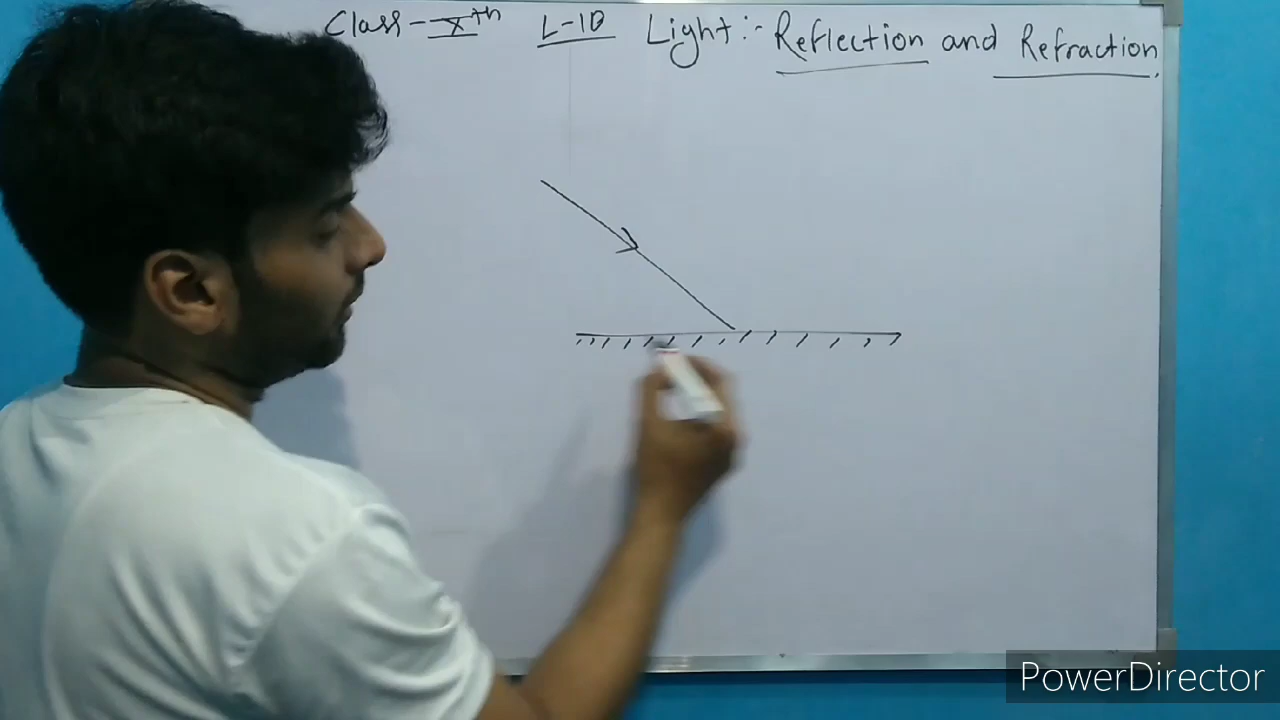 Class - Xth L-10 Light:- Reflection and Refraction.
PowerDirector